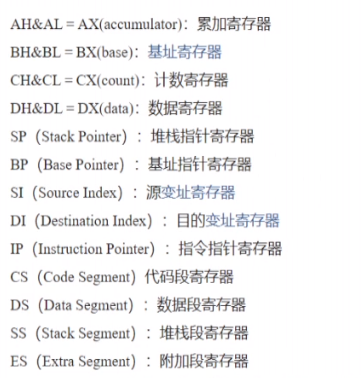 AH&AL = AX(accumulator)：累加寄存器
BH&BL = BX(base)：基址寄存器
CH&CL = CX(count)：计数寄存器
DH&DL = DX(data)：数据寄存器
SP（Stack Pointer）：堆栈指针寄存器
BP（Base Pointer）：基址指针寄存器
SI（Source Index）：源变址寄存器
DI（Destination Index）：目的变址寄存器
IP（Instruction Pointer）：指令指针寄存器
CS（Code Segment）代码段寄存器
DS（Data Segment）：数据段寄存器
SS（Stack Segment）：堆栈段寄存器
ES（Extra Segment）：附加段寄存器